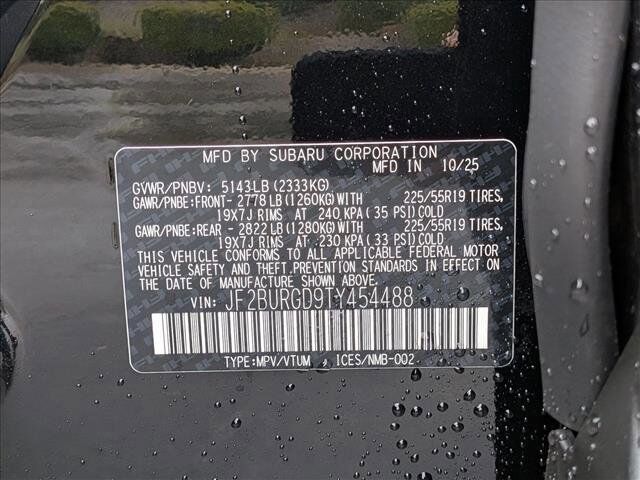 MFD BY SUBARU CORPORATION
MFD IN 10/25
GVWR/PNBV: 5143LB(2333KG)
GAWR/PNBE:FRONT- 2778LB(1260KG)WITH 225/55R19 TIRES,
19X7J RIMS AT 240 KPA(35 PSI)COLD
GAWR/PNBE:REAR - 2822LB(1280KG)WITH 225/55R19 TIRES,
19X7J RIMS AT 230 KPA(33 PSI)COLD
THIS VEHICLE CONFORMS TO ALL APPLICABLE FEDERAL MOTOR
VEHICLE SAFETY AND THEFT PREVENTION STANDARDS IN EFFECT ON
THE DATE OF MANUFACTURE SHOWN ABOVE.
VIN: JF2BURGD9TY454488
TYPE:MPV/VTUM, ICES/NMB-002